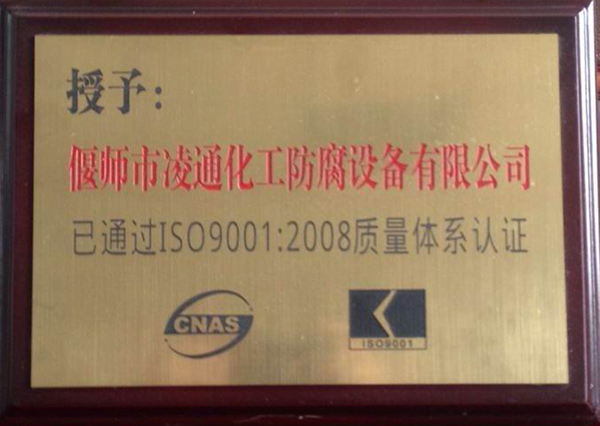 授予：
偃师市凌通化工防腐设备有限公司
已通过ISO9001:2008质量体系认证
CNAS
ISO9001